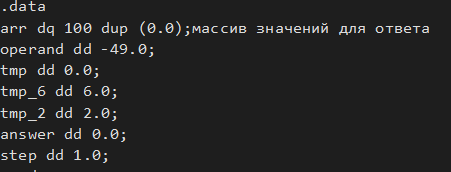 .data
arr dq 100 dup (0.0);массив значений для ответа
operand dd -49.0;
tmp dd 0.0;
tmp_6 dd 6.0;
tmp_2 dd 2.0;
answer dd 0.0;
step dd 1.0;